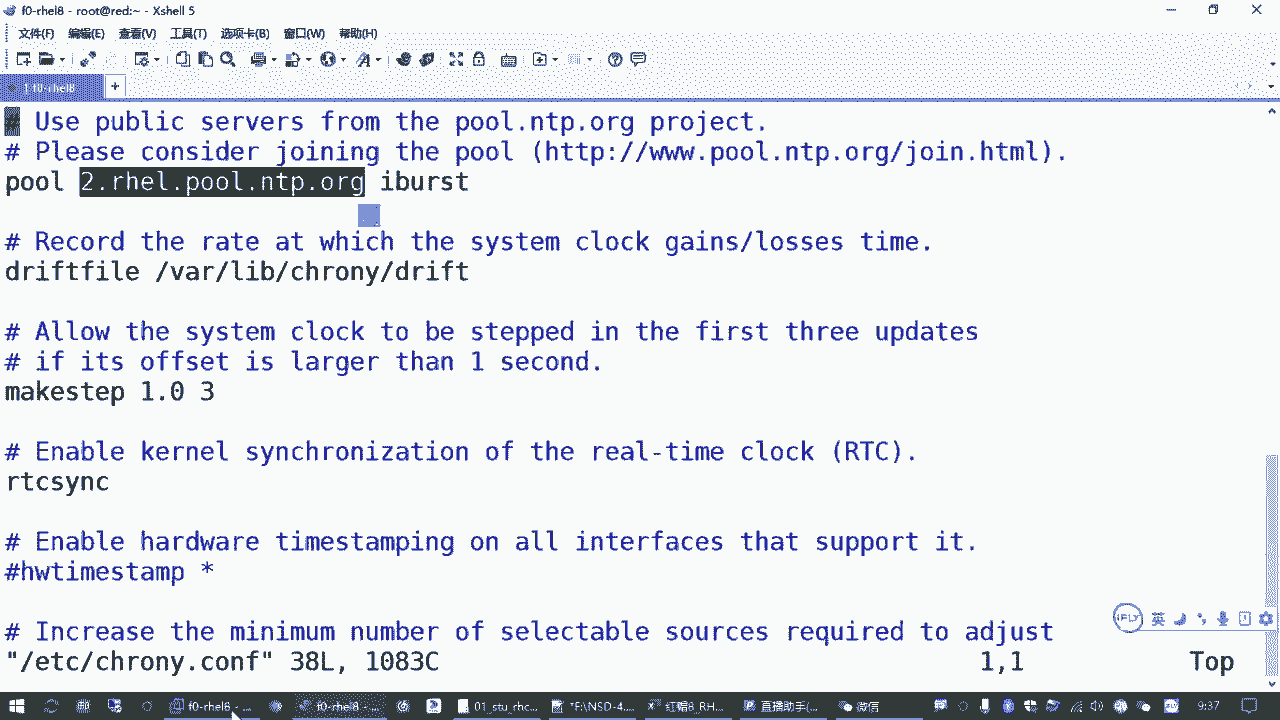 f0-rhel8 - root@red:~ - Xshell 5
文件(F) 编辑(E) 查看(V) 工具(T) 选项卡(B) 窗口(W) 帮助(H)
1 f0-rhel8
# Use public servers from the pool.ntp.org project.
# Please consider joining the pool (http://www.pool.ntp.org/join.html).
pool 2.rhel.pool.ntp.org iburst
# Record the rate at which the system clock gains/losses time.
driftfile /var/lib/chrony/drift
# Allow the system clock to be stepped in the first three updates
# if its offset is larger than 1 second.
makestep 1.0 3
# Enable kernel synchronization of the real-time clock (RTC).
rtcsync
# Enable hardware timestamping on all interfaces that support it.
#hwtimestamp *
# Increase the minimum number of selectable sources required to adjust
"/etc/chrony.conf" 38L, 1083C 1,1 Top
iFLY 英
f0-rhel8 - ... f0-rhel8 - ... 01_stu_rhc... *F:\NSD-4... 红帽8_RH... 直播助手(... 微信 9:37